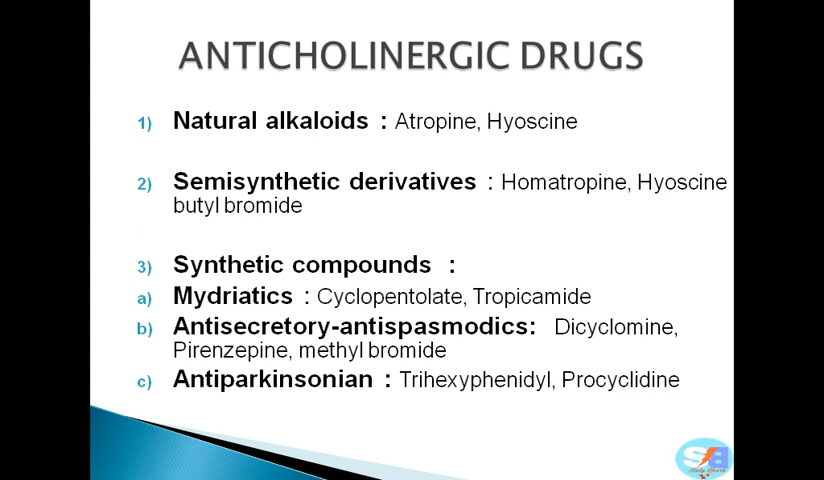 ANTICHOLINERGIC DRUGS
1) Natural alkaloids : Atropine, Hyoscine
2) Semisynthetic derivatives : Homatropine, Hyoscine
butyl bromide
3) Synthetic compounds :
a) Mydriatics : Cyclopentolate, Tropicamide
b) Antisecretory-antispasmodics: Dicyclomine,
Pirenzepine, methyl bromide
c) Antiparkinsonian : Trihexyphenidyl, Procyclidine